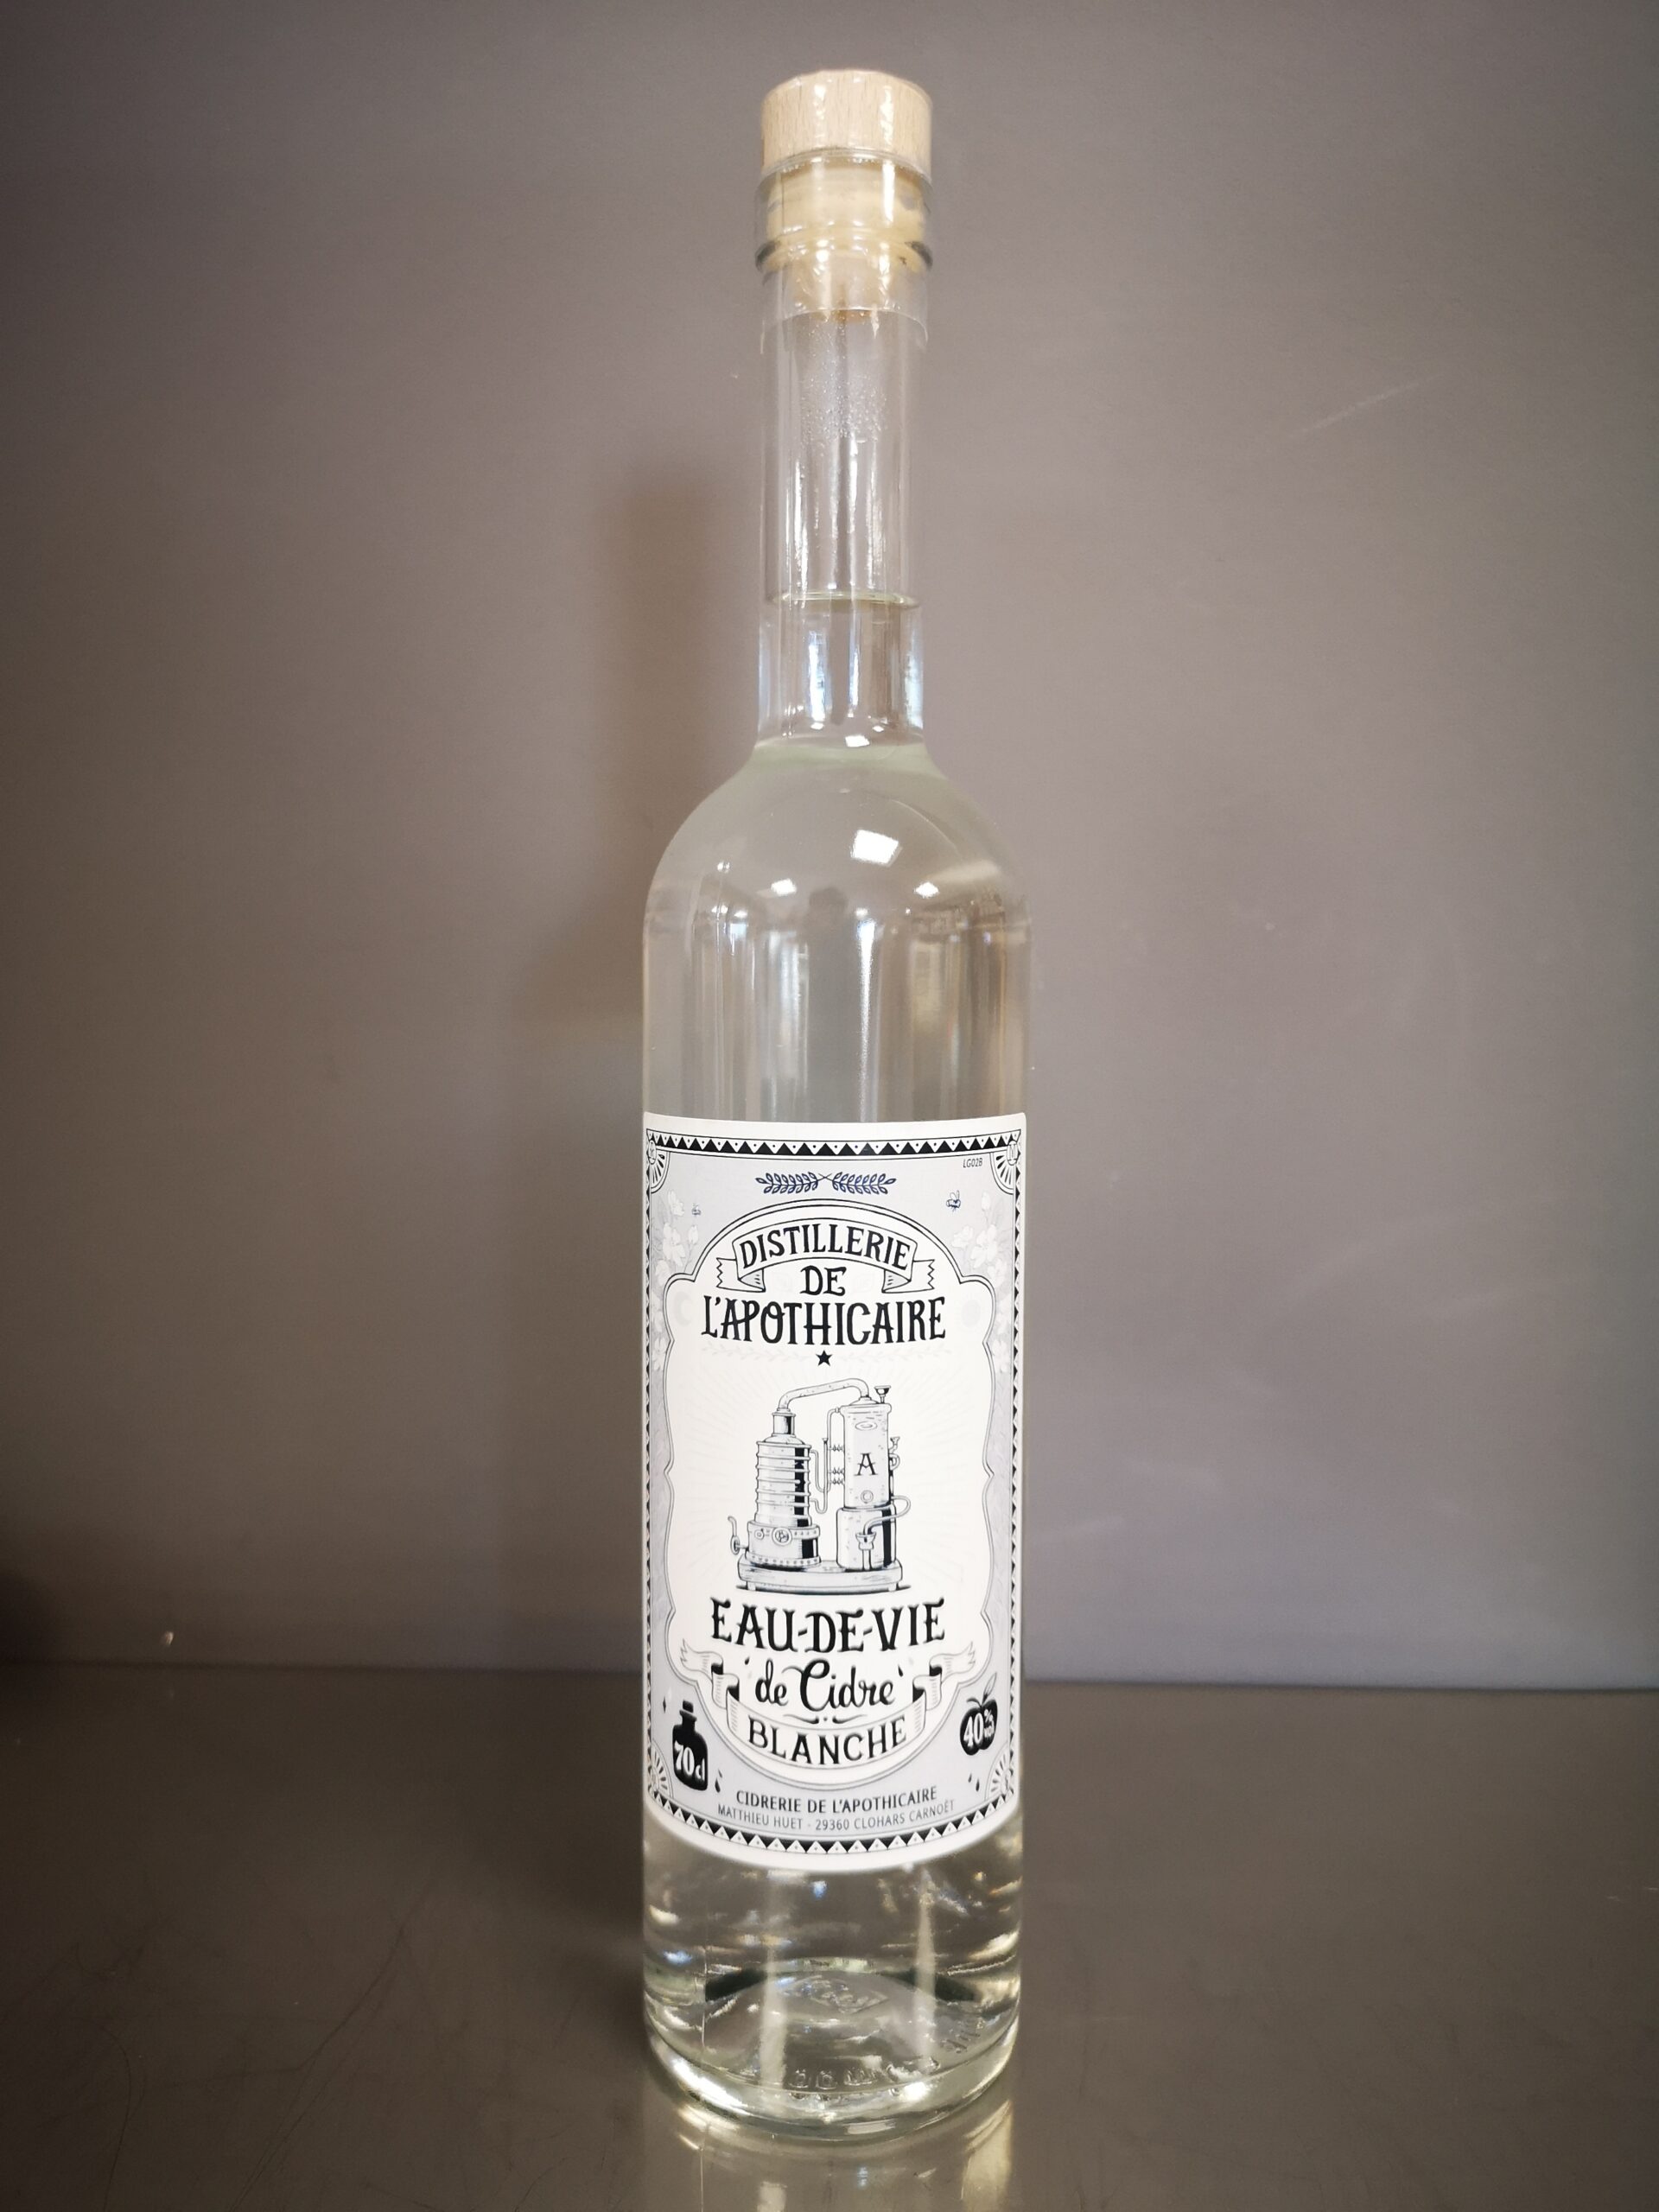 LG02B
DISTILLERIE
DE
L'APOTHICAIRE
A
EAU-DE-VIE
de Cidre
BLANCHE
70cl
40% vol
CIDRERIE DE L'APOTHICAIRE
MATTHIEU HUET - 29360 CLOHARS CARNOËT